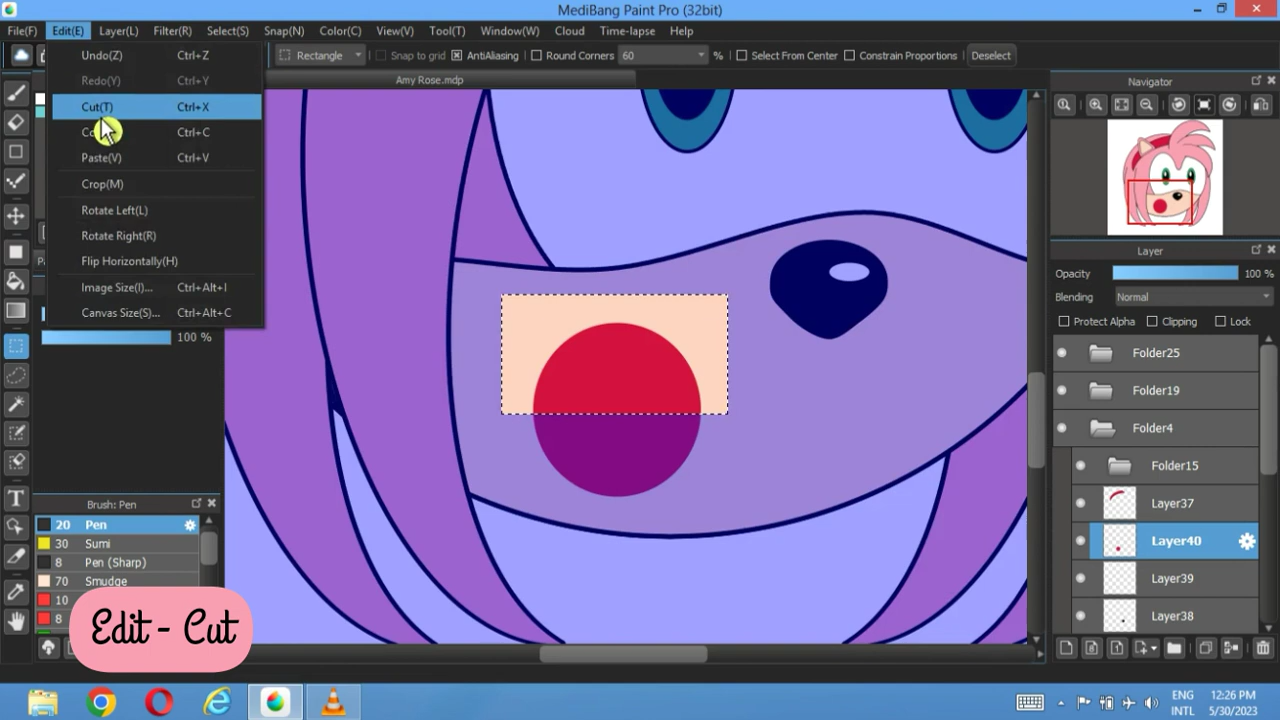 MediBang Paint Pro (32bit)
File(F) Edit(E) Layer(L) Filter(R) Select(S) Snap(N) Color(C) View(V) Tool(T) Window(W) Cloud Time-lapse Help
Rectangle Snap to grid AntiAliasing Round Corners 60 % Select From Center Constrain Proportions Deselect
Amy Rose.mdp
Undo(Z) Ctrl+Z
Redo(Y) Ctrl+Y
Cut(T) Ctrl+X
Ctrl+C
Paste(V) Ctrl+V
Crop(M)
Rotate Left(L)
Rotate Right(R)
Flip Horizontally(H)
Image Size(I)... Ctrl+Alt+I
Canvas Size(S)... Ctrl+Alt+C
100 %
Brush: Pen
20 Pen
30 Sumi
8 Pen (Sharp)
70 Smudge
10
8
Edit - Cut
Navigator
Layer
Opacity 100 %
Blending Normal
Protect Alpha Clipping Lock
Folder25
Folder19
Folder4
Folder15
Layer37
Layer40
Layer39
Layer38
ENG 12:26 PM
INTL 5/30/2023